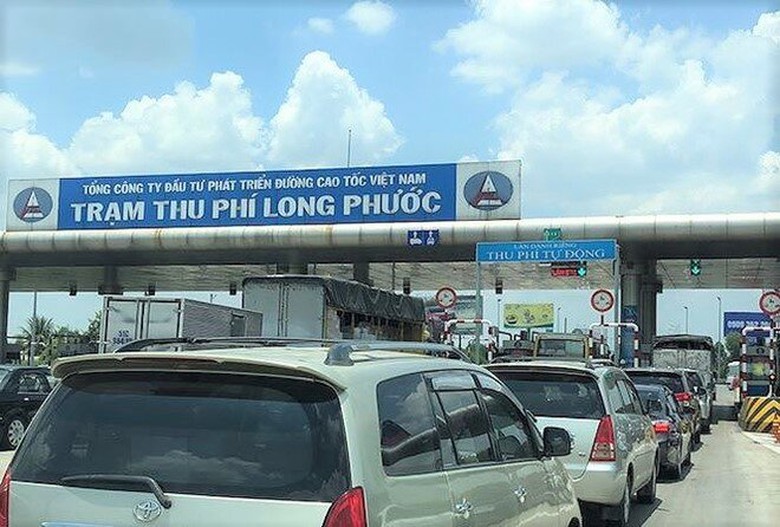 TỔNG CÔNG TY ĐẦU TƯ PHÁT TRIỂN ĐƯỜNG CAO TỐC VIỆT NAM
TRẠM THU PHÍ LONG PHƯỚC
LÀN DÀNH RIÊNG
THU PHÍ TỰ ĐỘNG